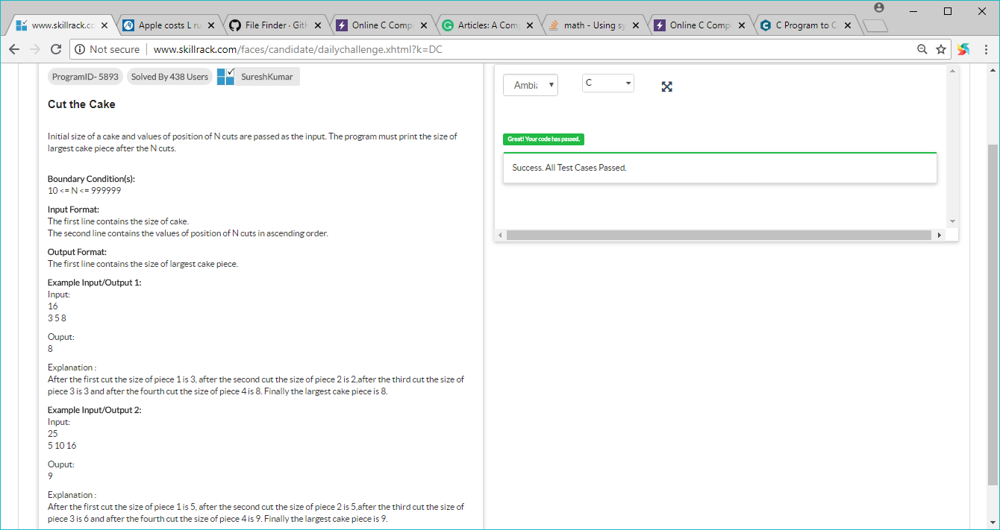 www.skillrack.co
Apple costs L ru
File Finder · Gith
Online C Comp
Articles: A Com
math - Using sy
Online C Comp
C Program to C
Not secure | www.skillrack.com/faces/candidate/dailychallenge.xhtml?k=DC
ProgramID- 5893
Solved By 438 Users
SureshKumar
Cut the Cake
Initial size of a cake and values of position of N cuts are passed as the input. The program must print the size of
largest cake piece after the N cuts.
Boundary Condition(s):
10 <= N <= 999999
Input Format:
The first line contains the size of cake.
The second line contains the values of position of N cuts in ascending order.
Output Format:
The first line contains the size of largest cake piece.
Example Input/Output 1:
Input:
16
3 5 8
Ouput:
8
Explanation :
After the first cut the size of piece 1 is 3, after the second cut the size of piece 2 is 2,after the third cut the size of
piece 3 is 3 and after the fourth cut the size of piece 4 is 8. Finally the largest cake piece is 8.
Example Input/Output 2:
Input:
25
5 10 16
Ouput:
9
Explanation :
After the first cut the size of piece 1 is 5, after the second cut the size of piece 2 is 5,after the third cut the size of
piece 3 is 6 and after the fourth cut the size of piece 4 is 9. Finally the largest cake piece is 9.
Ambi
C
Great! Your code has passed.
Success. All Test Cases Passed.